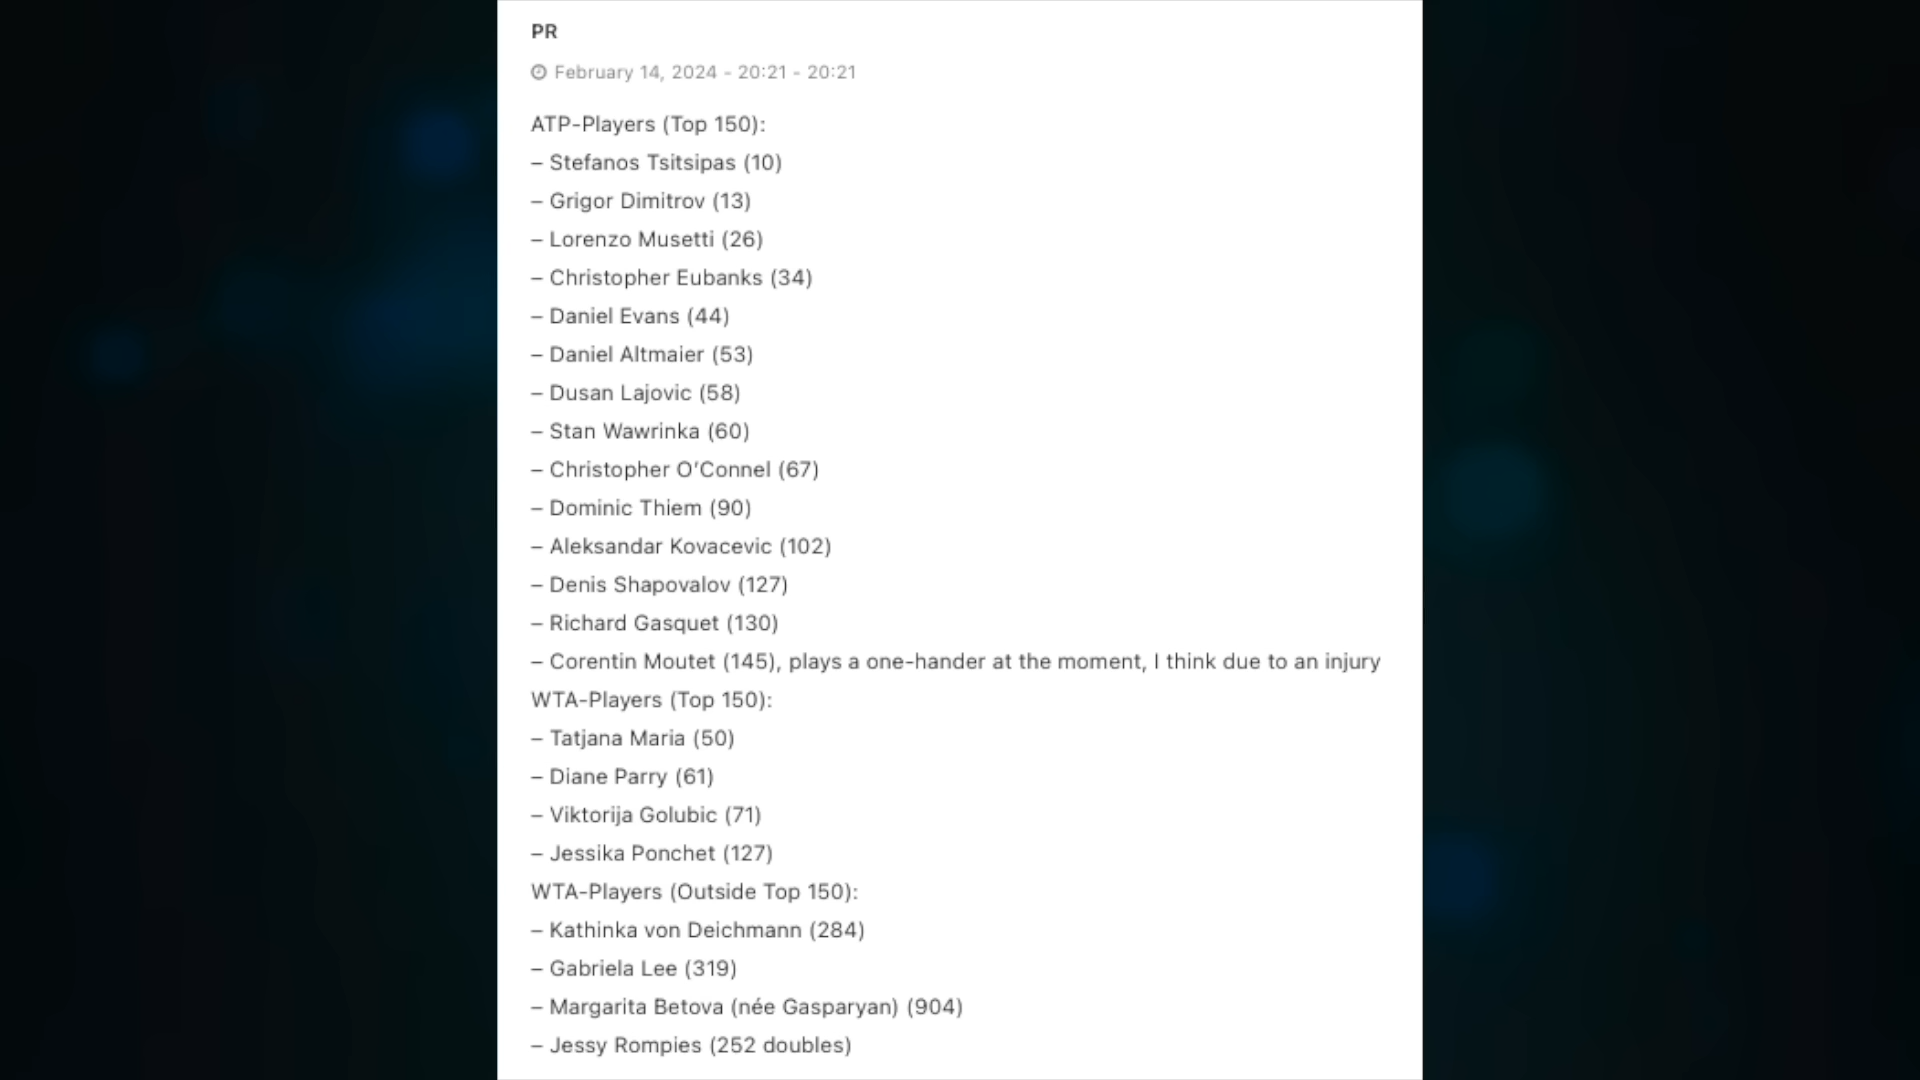 PR
February 14, 2024 - 20:21 - 20:21
ATP-Players (Top 150):
– Stefanos Tsitsipas (10)
– Grigor Dimitrov (13)
– Lorenzo Musetti (26)
– Christopher Eubanks (34)
– Daniel Evans (44)
– Daniel Altmaier (53)
– Dusan Lajovic (58)
– Stan Wawrinka (60)
– Christopher O’Connel (67)
– Dominic Thiem (90)
– Aleksandar Kovacevic (102)
– Denis Shapovalov (127)
– Richard Gasquet (130)
– Corentin Moutet (145), plays a one-hander at the moment, I think due to an injury
WTA-Players (Top 150):
– Tatjana Maria (50)
– Diane Parry (61)
– Viktorija Golubic (71)
– Jessika Ponchet (127)
WTA-Players (Outside Top 150):
– Kathinka von Deichmann (284)
– Gabriela Lee (319)
– Margarita Betova (née Gasparyan) (904)
– Jessy Rompies (252 doubles)